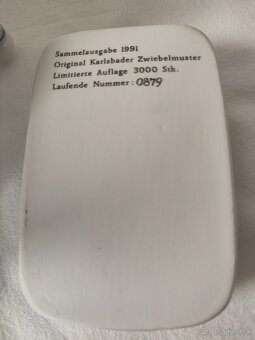 Sammelausgabe 1991
Original Karlsbader Zwiebelmuster
Limitierte Auflage 3000 Stk.
Laufende Nummer: 0879